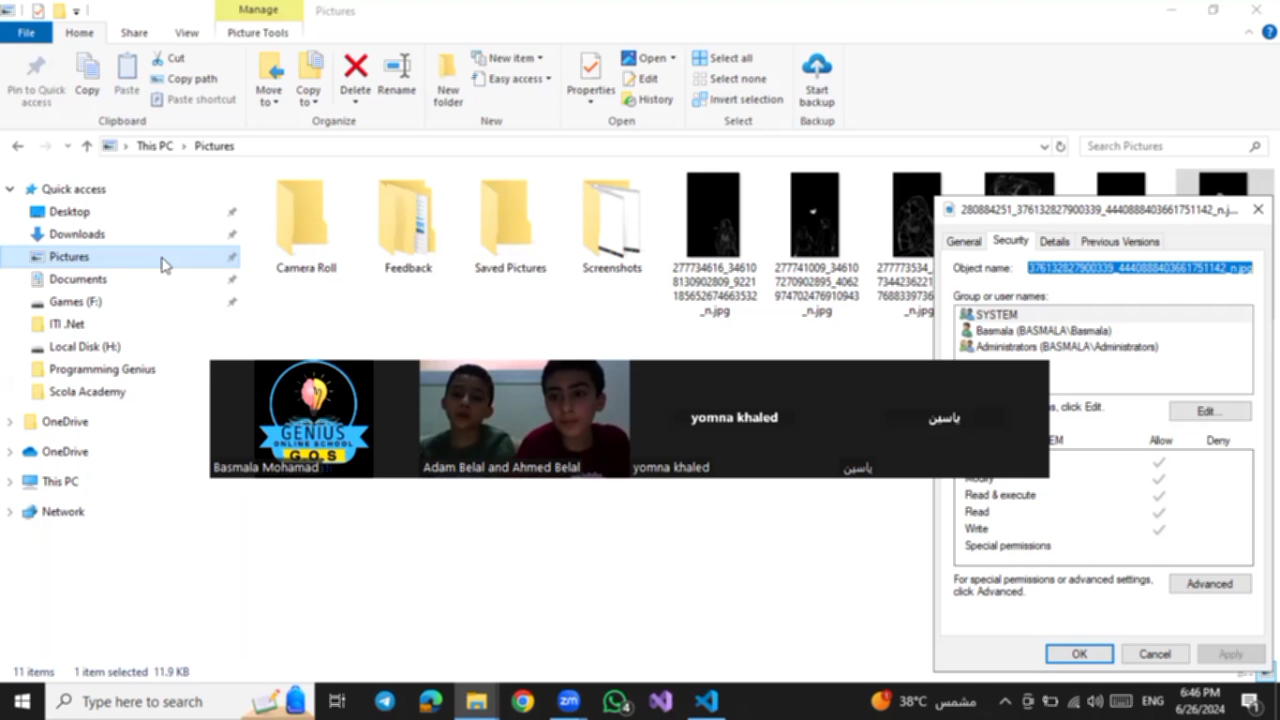 Manage
Pictures
File
Home
Share
View
Picture Tools
Pin to Quick access
Copy
Paste
Cut
Copy path
Paste shortcut
Clipboard
Move to
Copy to
Delete
Rename
Organize
New folder
New item
Easy access
New
Properties
Open
Edit
History
Open
Select all
Select none
Invert selection
Select
Start backup
Backup
This PC
Pictures
Search Pictures
Quick access
Desktop
Downloads
Pictures
Documents
Games (F:)
ITI .Net
Local Disk (H:)
Programming Genius
Scola Academy
OneDrive
OneDrive
This PC
Network
Camera Roll
Feedback
Saved Pictures
Screenshots
277734616_34610
8130902809_9221
185652674663532
_n.jpg
277741009_34610
7270902895_4062
974702476910943
_n.jpg
277773534_
7344236221
7688339736
_n.jpg
280884251_376132827900339_4440888403661751142_n.j...
General
Security
Details
Previous Versions
Object name:
376132827900339_4440888403661751142_n.jpg
Group or user names:
SYSTEM
Basmala (BASMALA\Basmala)
Administrators (BASMALA\Administrators)
s, click Edit.
Edit...
EM
Allow
Deny
Modify
Read & execute
Read
Write
Special permissions
For special permissions or advanced settings,
click Advanced.
Advanced
OK
Cancel
Apply
GENIUS
ONLINE SCHOOL
G.O.S
Basmala Mohamad
Adam Belal and Ahmed Belal
yomna khaled
yomna khaled
ياسين
ياسين
11 items
1 item selected
11.9 KB
Type here to search
zm
4
38°C
مشمس
ENG
6:46 PM
6/26/2024
1